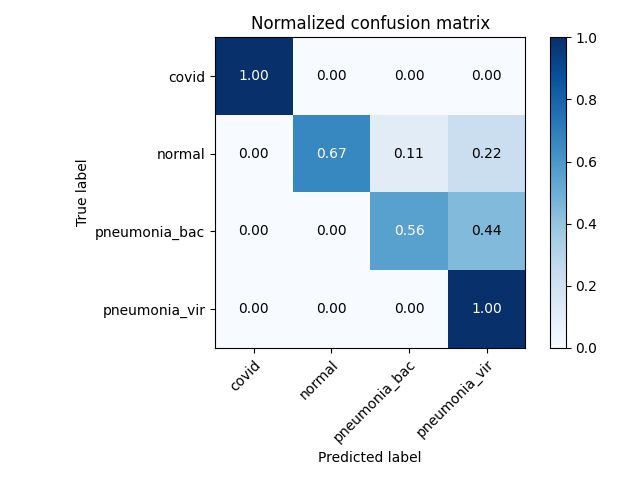 Normalized confusion matrix
True label
covid 1.00 0.00 0.00 0.00
normal 0.00 0.67 0.11 0.22
pneumonia_bac 0.00 0.00 0.56 0.44
pneumonia_vir 0.00 0.00 0.00 1.00
covid normal pneumonia_bac pneumonia_vir
Predicted label
1.0
0.8
0.6
0.4
0.2
0.0